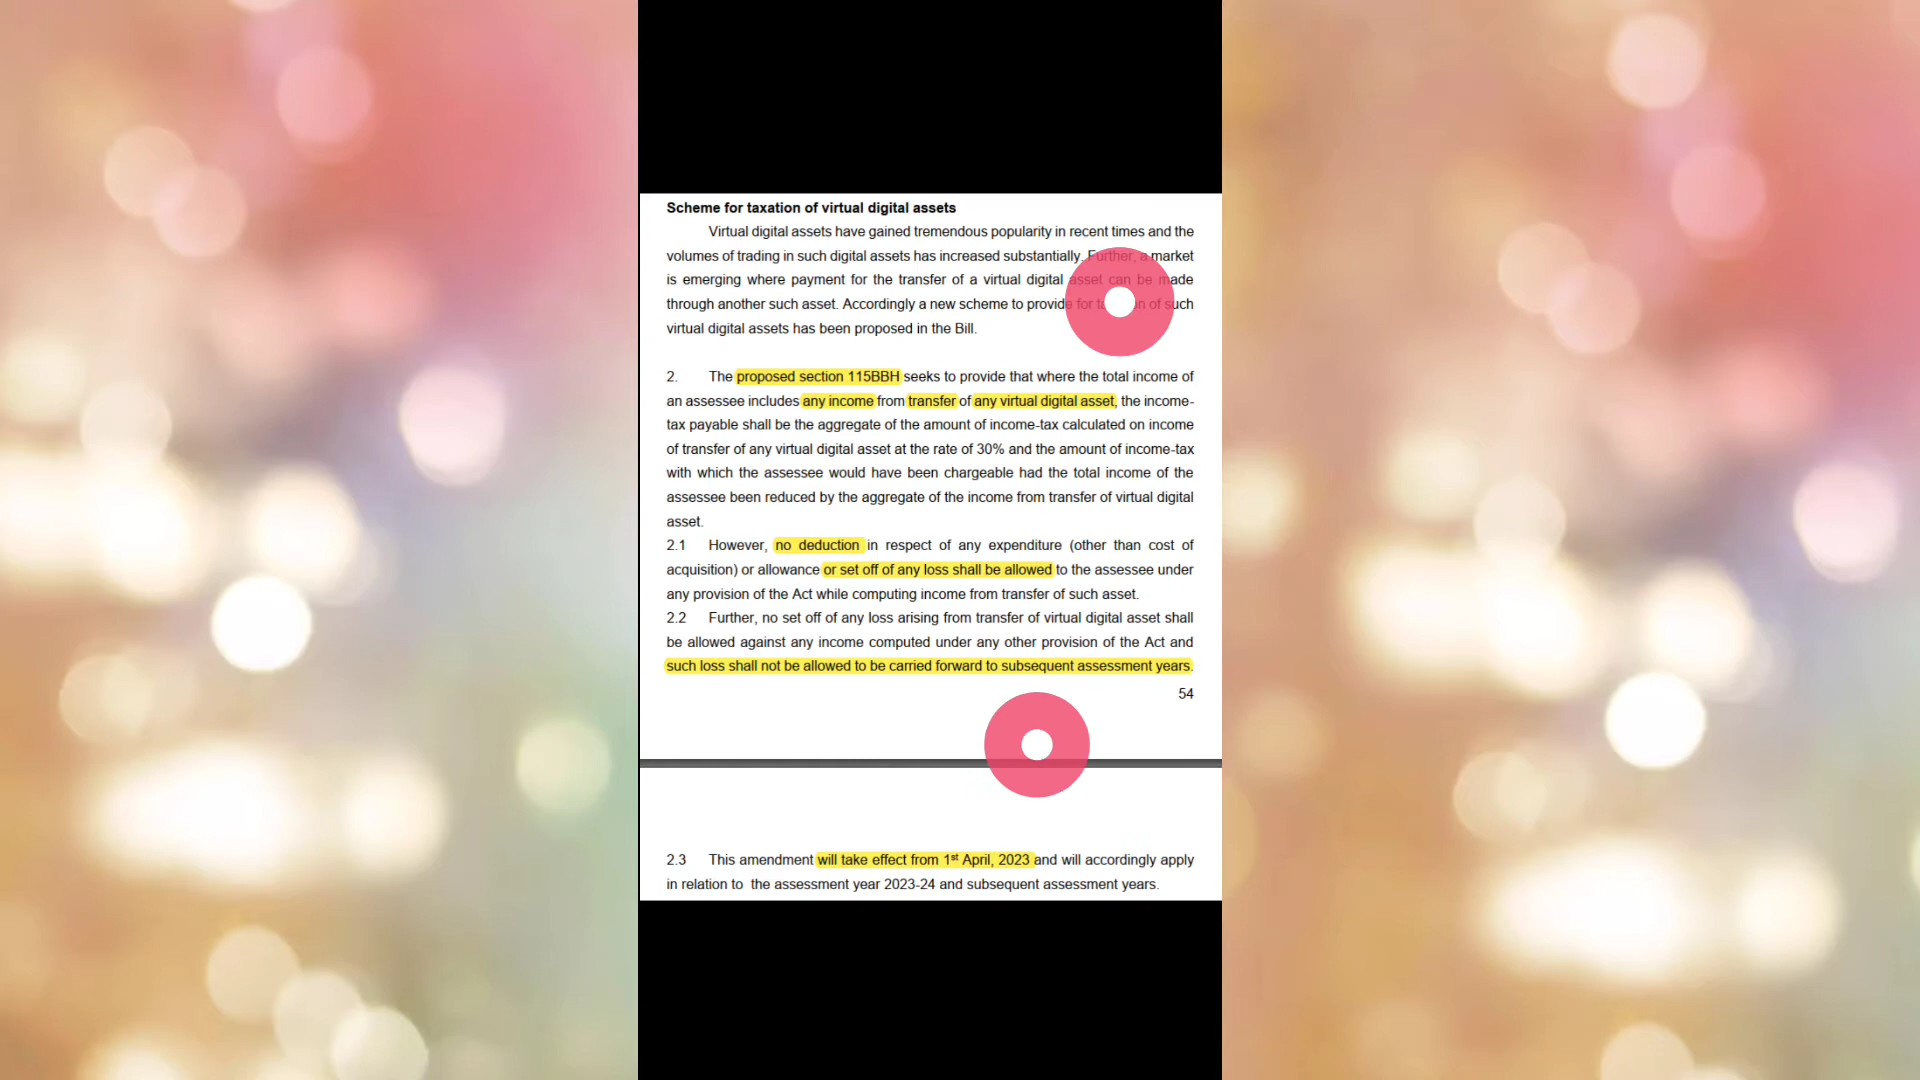 Scheme for taxation of virtual digital assets
Virtual digital assets have gained tremendous popularity in recent times and the
volumes of trading in such digital assets has increased substantially. Further, a market
is emerging where payment for the transfer of a virtual digital asset can be made
through another such asset. Accordingly a new scheme to provide for of such
virtual digital assets has been proposed in the Bill.
2. The proposed section 115BBH seeks to provide that where the total income of
an assessee includes any income from transfer of any virtual digital asset, the income-
tax payable shall be the aggregate of the amount of income-tax calculated on income
of transfer of any virtual digital asset at the rate of 30% and the amount of income-tax
with which the assessee would have been chargeable had the total income of the
assessee been reduced by the aggregate of the income from transfer of virtual digital
asset.
2.1 However, no deduction in respect of any expenditure (other than cost of
acquisition) or allowance or set off of any loss shall be allowed to the assessee under
any provision of the Act while computing income from transfer of such asset.
2.2 Further, no set off of any loss arising from transfer of virtual digital asset shall
be allowed against any income computed under any other provision of the Act and
such loss shall not be allowed to be carried forward to subsequent assessment years.
54
2.3 This amendment will take effect from 1st April, 2023 and will accordingly apply
in relation to the assessment year 2023-24 and subsequent assessment years.